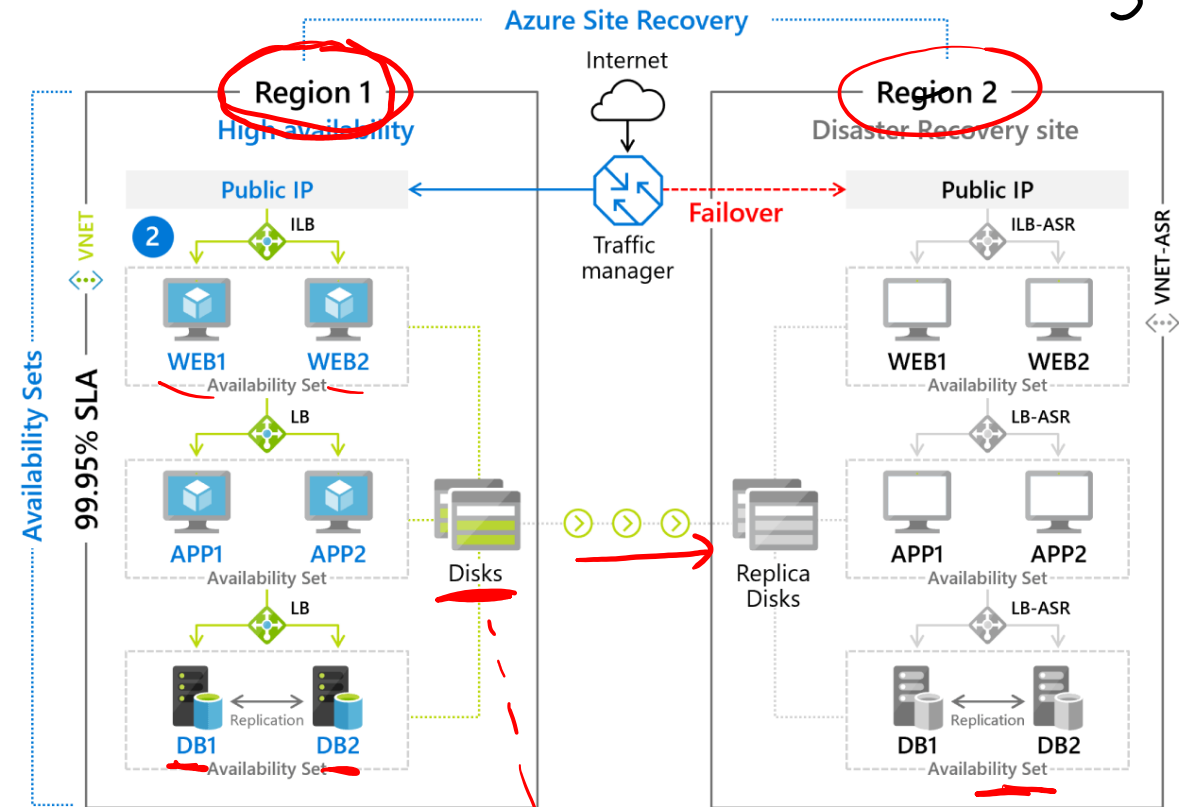 Azure Site Recovery
Internet
Region 1
High availability
Region 2
Disaster Recovery site
Public IP
Public IP
Failover
Traffic
manager
2
VNET
ILB
ILB-ASR
VNET-ASR
WEB1
WEB2
Availability Set
WEB1
WEB2
Availability Set
Availability Sets
99.95% SLA
LB
LB-ASR
APP1
APP2
Availability Set
Disks
Replica
Disks
APP1
APP2
Availability Set
LB
LB-ASR
Replication
DB1
DB2
Availability Set
Replication
DB1
DB2
Availability Set